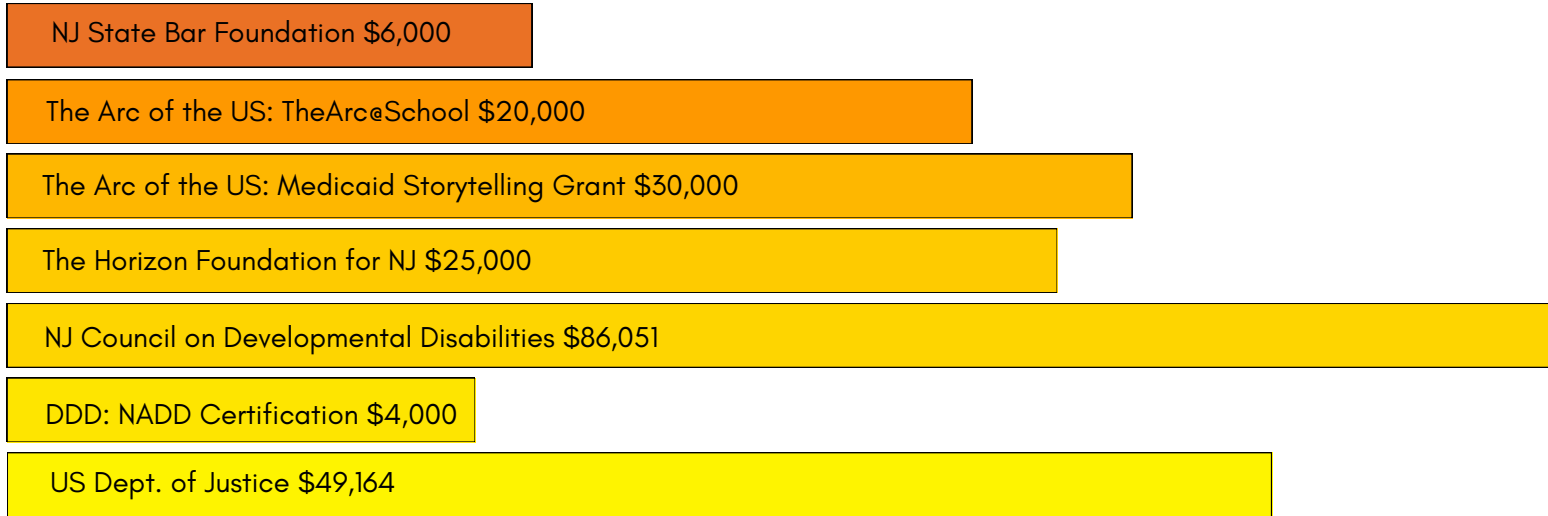 NJ State Bar Foundation $6,000
The Arc of the US: TheArc@School $20,000
The Arc of the US: Medicaid Storytelling Grant $30,000
The Horizon Foundation for NJ $25,000
NJ Council on Developmental Disabilities $86,051
DDD: NADD Certification $4,000
US Dept. of Justice $49,164